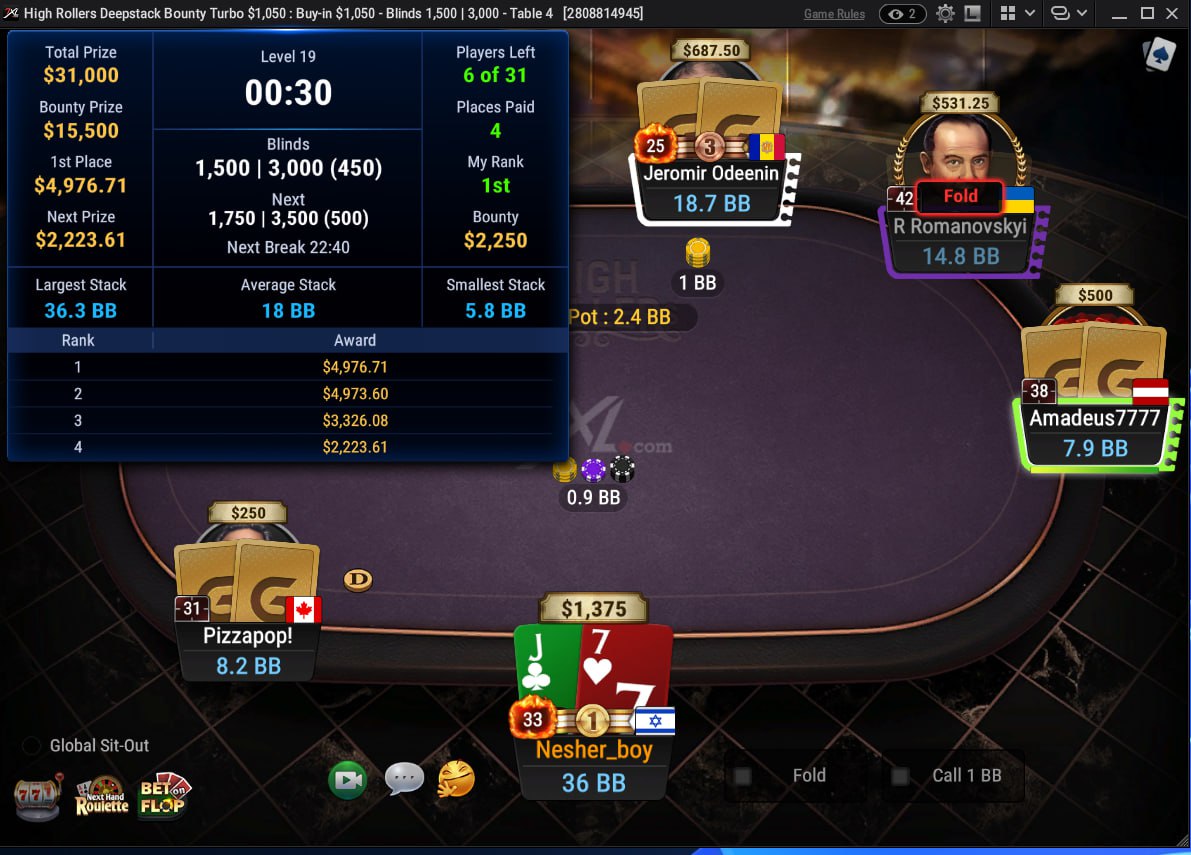 High Rollers Deepstack Bounty Turbo $1,050 : Buy-in $1,050 - Blinds 1,500 | 3,000 - Table 4 [2808814945]
Game Rules
2
Total Prize
$31,000
Bounty Prize
$15,500
1st Place
$4,976.71
Next Prize
$2,223.61
Level 19
00:30
Blinds
1,500 | 3,000 (450)
Next
1,750 | 3,500 (500)
Next Break 22:40
Players Left
6 of 31
Places Paid
4
My Rank
1st
Bounty
$2,250
Largest Stack
36.3 BB
Average Stack
18 BB
Smallest Stack
5.8 BB
Rank Award
1 $4,976.71
2 $4,973.60
3 $3,326.08
4 $2,223.61
$687.50
25
3
Jeromir Odeenin
18.7 BB
$531.25
42
Fold
R Romanovskyi
14.8 BB
1 BB
HIGH
Pot : 2.4 BB
$500
38
Amadeus7777
7.9 BB
.com
0.9 BB
$250
D
31
Pizzapop!
8.2 BB
$1,375
J
7
7
33
1
Nesher_boy
36 BB
Global Sit-Out
777
Next Hand
Roulette
BET on
FLOP
Fold
Call 1 BB